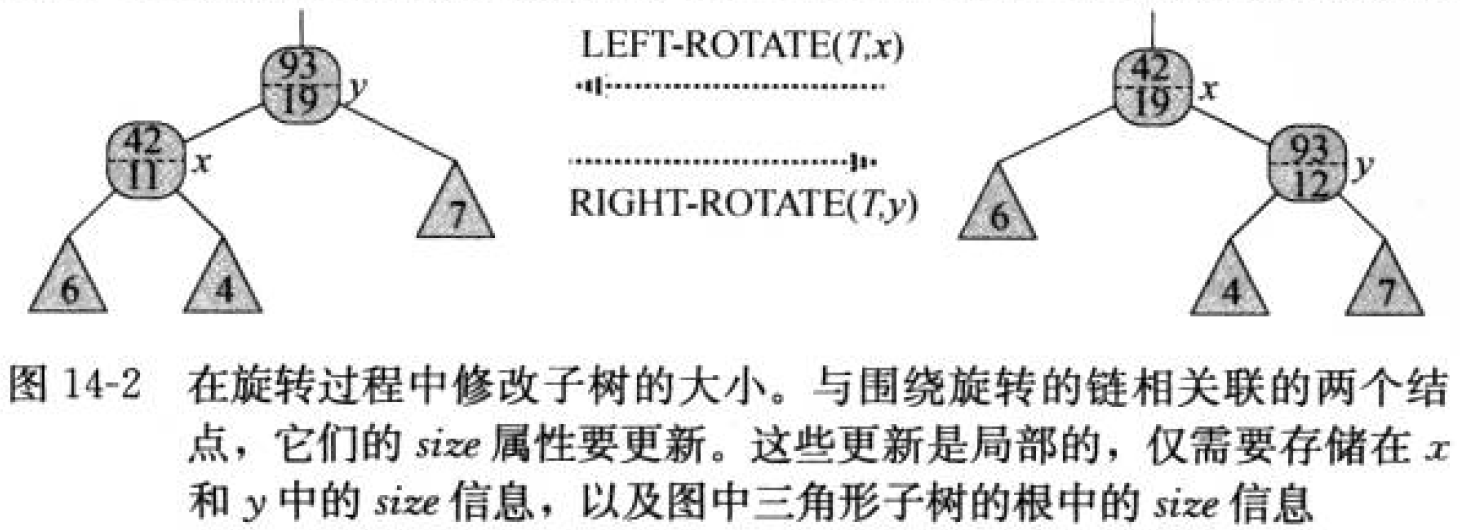 93
19
y
42
11
x
7
6
4
LEFT-ROTATE(T,x)
RIGHT-ROTATE(T,y)
42
19
x
93
12
y
6
4
7
图 14-2 在旋转过程中修改子树的大小。与围绕旋转的链相关联的两个结
点，它们的 size 属性要更新。这些更新是局部的，仅需要存储在 x
和 y 中的 size 信息，以及图中三角形子树的根中的 size 信息